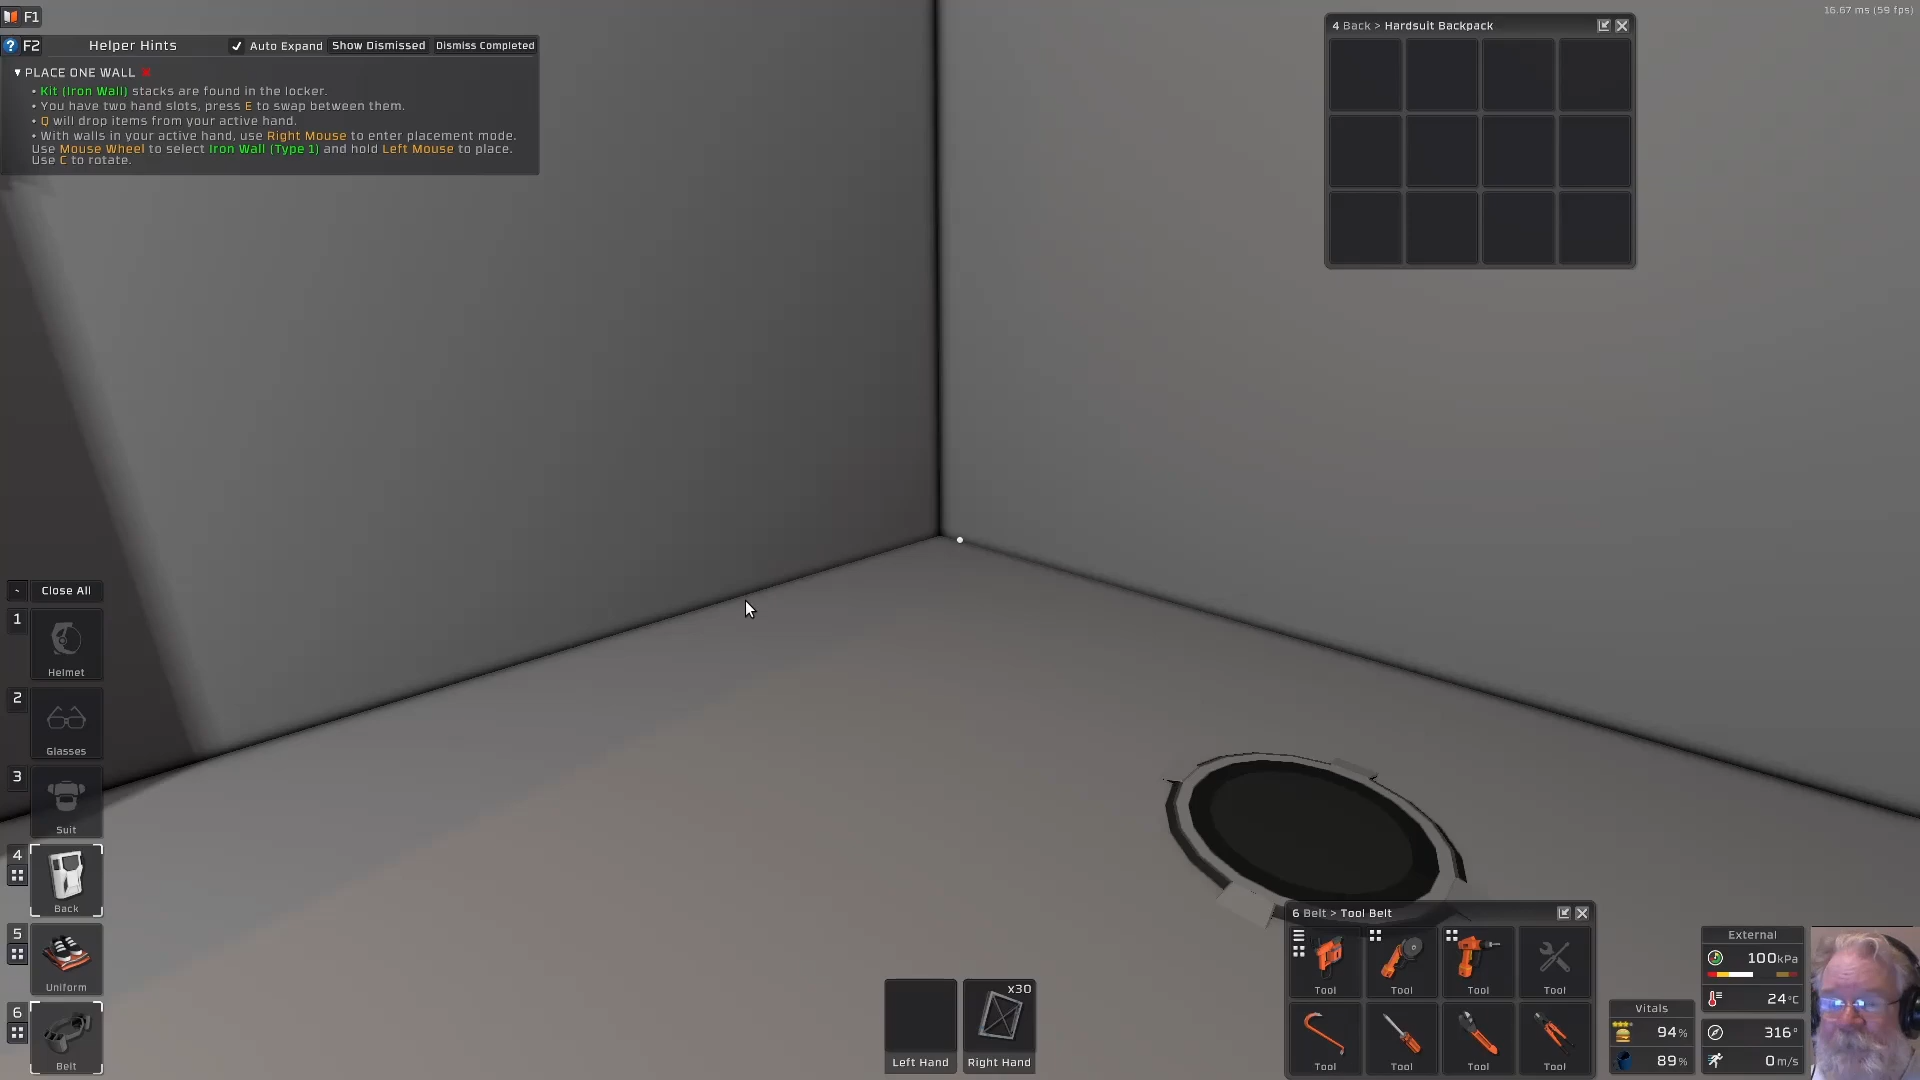 F1
16.67 ms (59 fps)
F2 Helper Hints Auto Expand Show Dismissed Dismiss Completed
PLACE ONE WALL
• Kit (Iron Wall) stacks are found in the locker.
• You have two hand slots, press E to swap between them.
• Q will drop items from your active hand.
• With walls in your active hand, use Right Mouse to enter placement mode.
Use Mouse Wheel to select Iron Wall (Type 1) and hold Left Mouse to place.
Use C to rotate.
4 Back > Hardsuit Backpack
~ Close All
1
Helmet
2
Glasses
3
Suit
4
Back
5
Uniform
6
Belt
x30
Left Hand Right Hand
6 Belt > Tool Belt
Tool Tool Tool Tool
Tool Tool Tool Tool
Vitals
94%
89%
External
100kPa
24°C
316°
0m/s